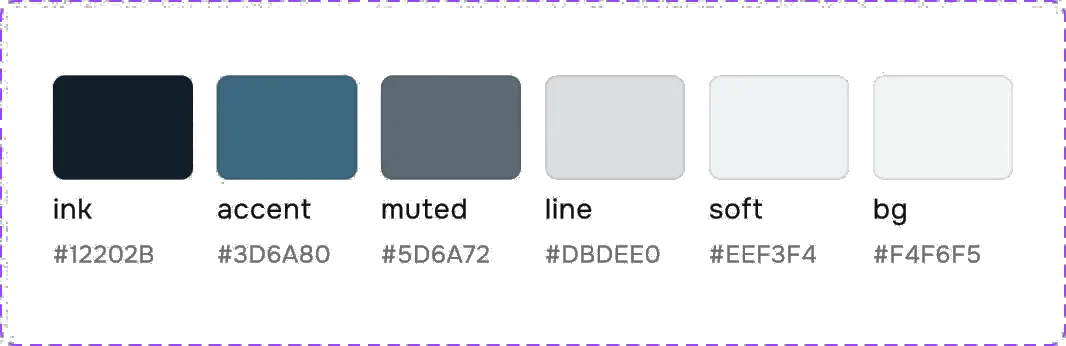 ink accent muted line soft bg
#12202B #3D6A80 #5D6A72 #DBDEE0 #EEF3F4 #F4F6F5